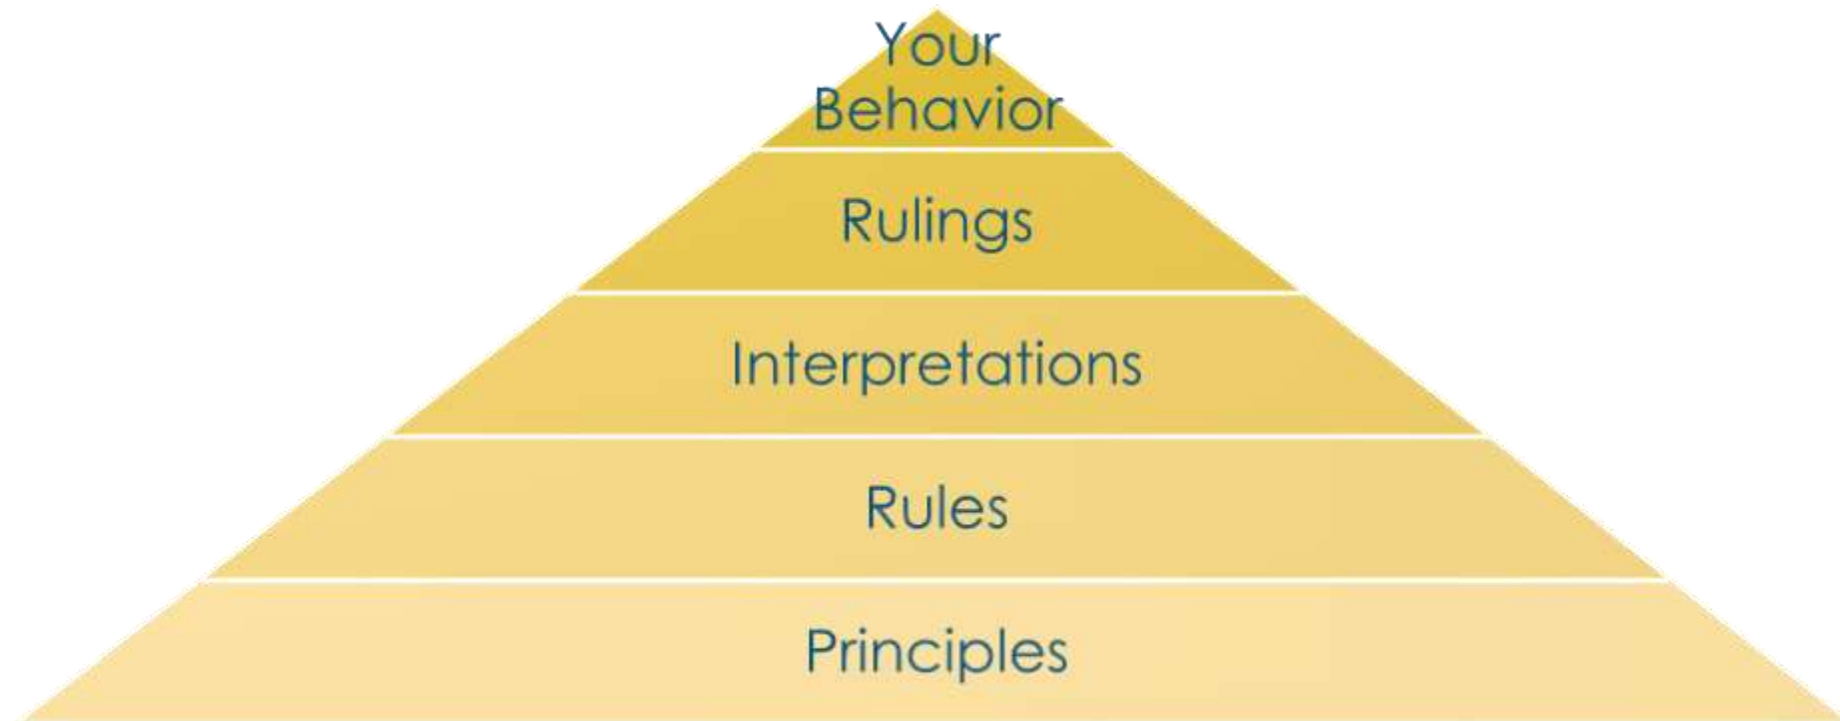 Your
Behavior
Rulings
Interpretations
Rules
Principles